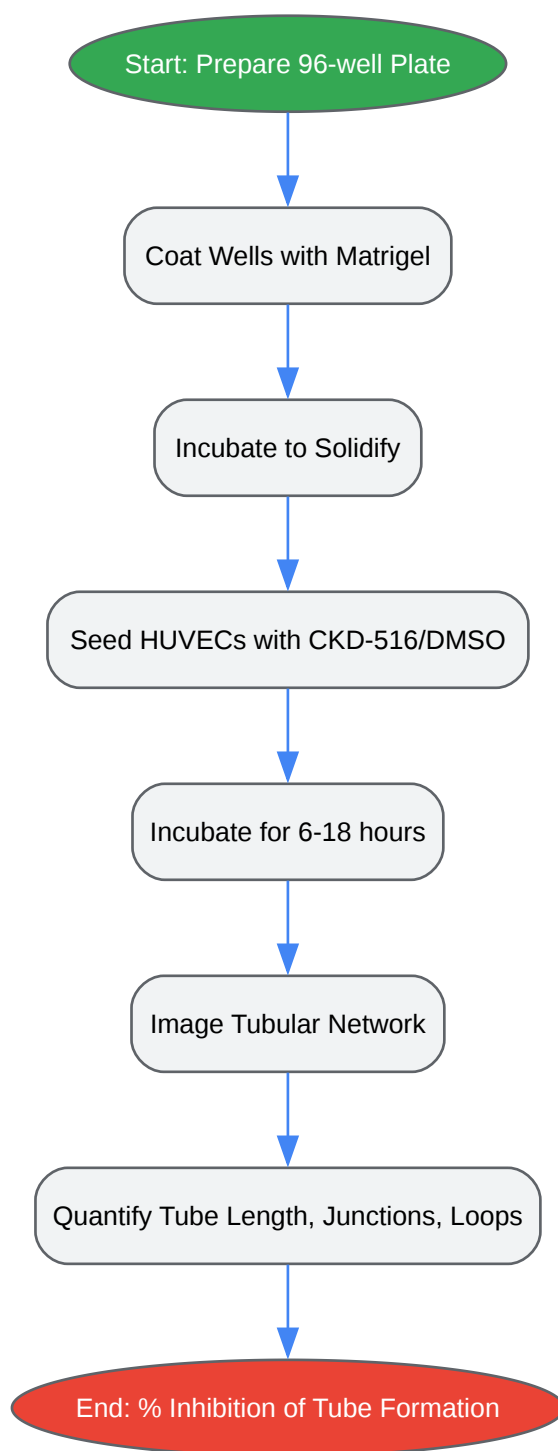 Start: Prepare 96-well Plate
Coat Wells with Matrigel
Incubate to Solidify
Seed HUVECs with CKD-516/DMSO
Incubate for 6-18 hours
Image Tubular Network
Quantify Tube Length, Junctions, Loops
End: % Inhibition of Tube Formation